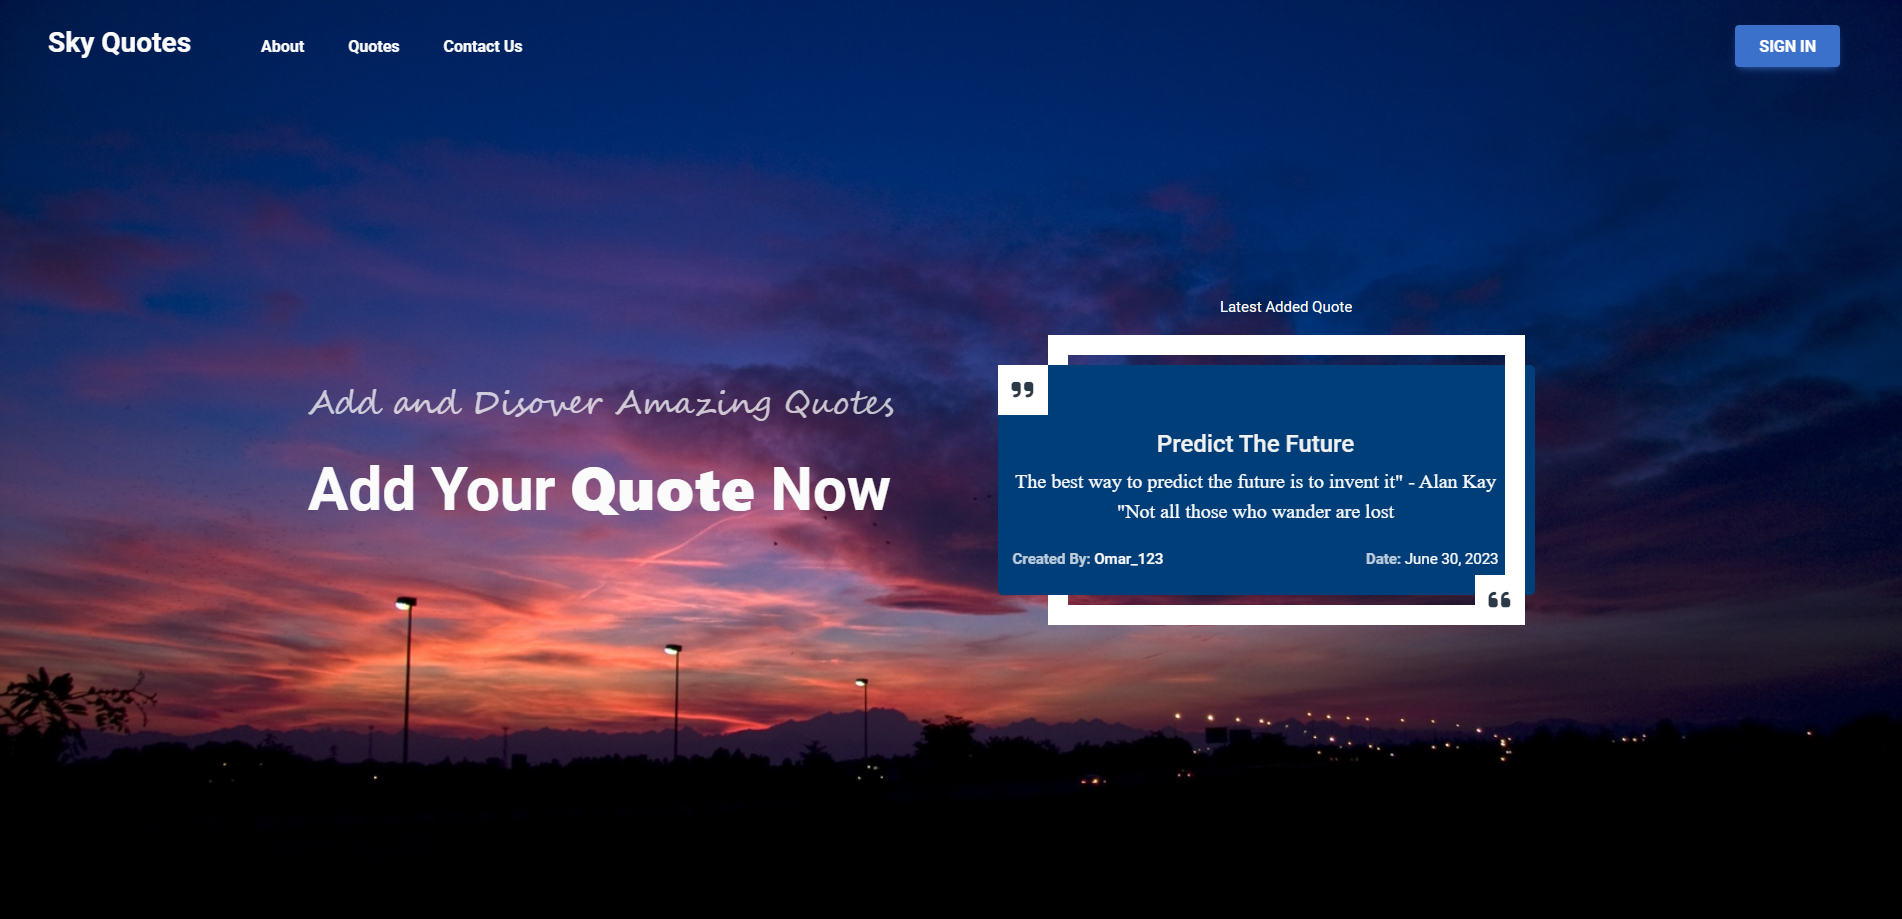 Sky Quotes
About
Quotes
Contact Us
SIGN IN
Add and Disover Amazing Quotes
Add Your Quote Now
Latest Added Quote
”
Predict The Future
The best way to predict the future is to invent it" - Alan Kay
"Not all those who wander are lost
Created By: Omar_123
Date: June 30, 2023
“